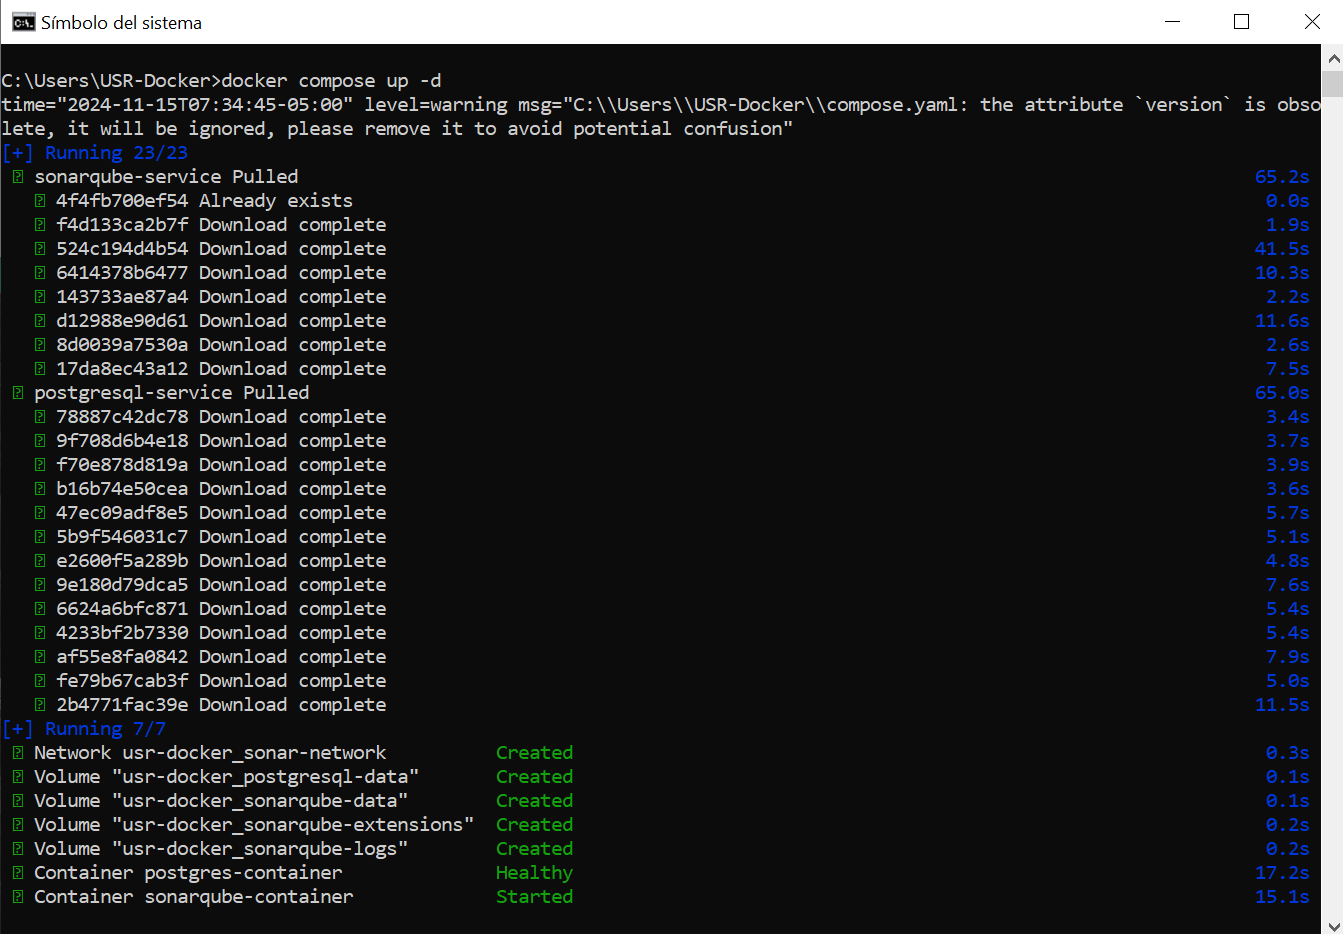 Símbolo del sistema
C:\Users\USR-Docker>docker compose up -d
time="2024-11-15T07:34:45-05:00" level=warning msg="C:\\Users\\USR-Docker\\compose.yaml: the attribute `version` is obso
lete, it will be ignored, please remove it to avoid potential confusion"
[+] Running 23/23
sonarqube-service Pulled 65.2s
4f4fb700ef54 Already exists 0.0s
f4d133ca2b7f Download complete 1.9s
524c194d4b54 Download complete 41.5s
6414378b6477 Download complete 10.3s
143733ae87a4 Download complete 2.2s
d12988e90d61 Download complete 11.6s
8d0039a7530a Download complete 2.6s
17da8ec43a12 Download complete 7.5s
postgresql-service Pulled 65.0s
78887c42dc78 Download complete 3.4s
9f708d6b4e18 Download complete 3.7s
f70e878d819a Download complete 3.9s
b16b74e50cea Download complete 3.6s
47ec09adf8e5 Download complete 5.7s
5b9f546031c7 Download complete 5.1s
e2600f5a289b Download complete 4.8s
9e180d79dca5 Download complete 7.6s
6624a6bfc871 Download complete 5.4s
4233bf2b7330 Download complete 5.4s
af55e8fa0842 Download complete 7.9s
fe79b67cab3f Download complete 5.0s
2b4771fac39e Download complete 11.5s
[+] Running 7/7
Network usr-docker_sonar-network Created 0.3s
Volume "usr-docker_postgresql-data" Created 0.1s
Volume "usr-docker_sonarqube-data" Created 0.1s
Volume "usr-docker_sonarqube-extensions" Created 0.2s
Volume "usr-docker_sonarqube-logs" Created 0.2s
Container postgres-container Healthy 17.2s
Container sonarqube-container Started 15.1s